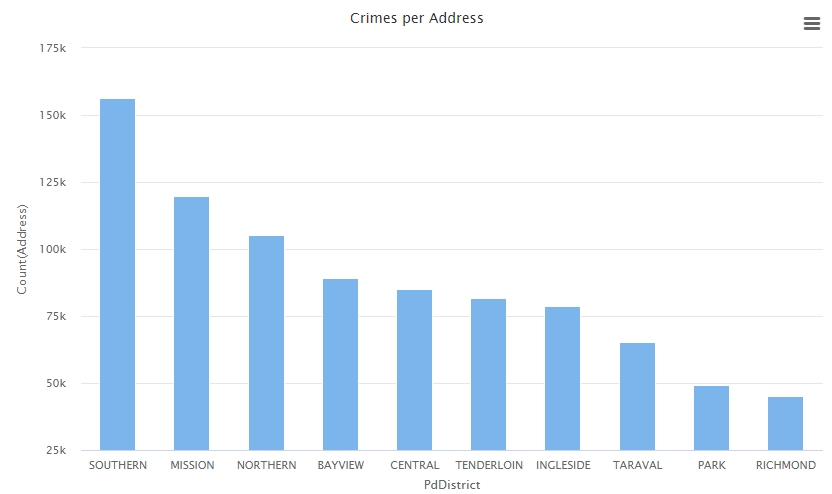 Crimes per Address
175k
150k
125k
100k
75k
50k
25k
Count(Address)
SOUTHERN MISSION NORTHERN BAYVIEW CENTRAL TENDERLOIN INGLESIDE TARAVAL PARK RICHMOND
PdDistrict